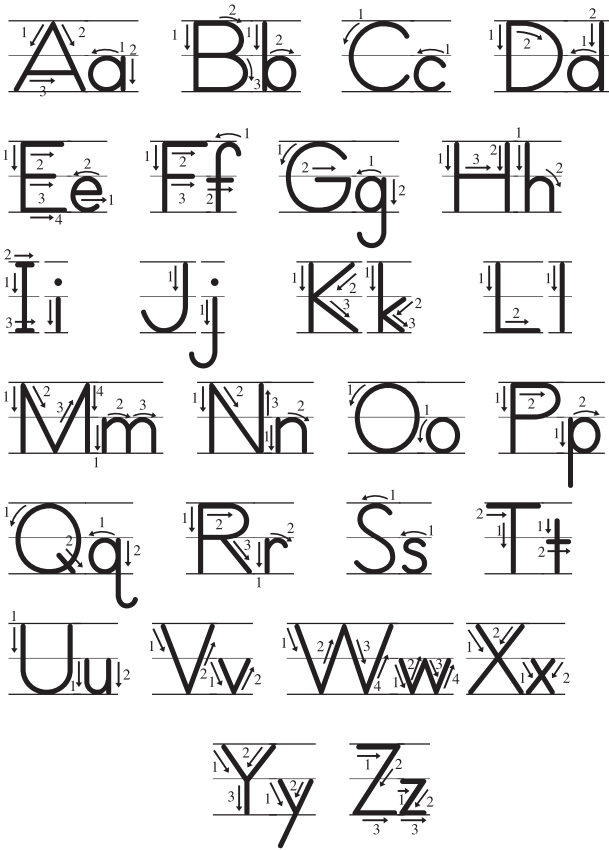 Aa Bb Cc Dd
Ee Ff Gg Hh
Ii Jj Kk Ll
Mm Nn Oo Pp
Qq Rr Ss Tt
Uu Vv Ww Xx
Yy Zz